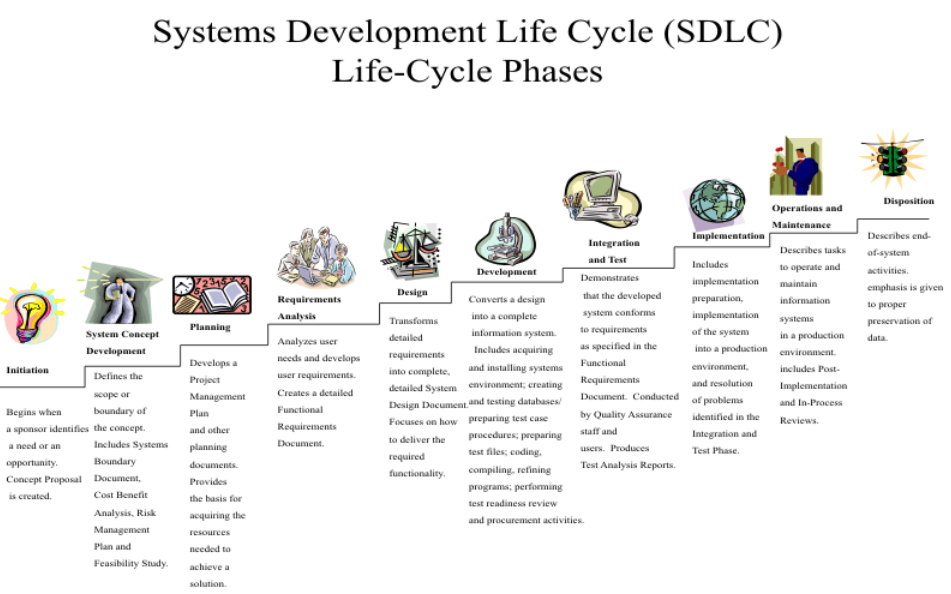 Systems Development Life Cycle (SDLC)
Life-Cycle Phases
Initiation
Begins when
a sponsor identifies
a need or an
opportunity.
Concept Proposal
is created.
System Concept
Development
Defines the
scope or
boundary of
the concept.
Includes Systems
Boundary
Document,
Cost Benefit
Analysis, Risk
Management
Plan and
Feasibility Study.
Planning
Develops a
Project
Management
Plan
and other
planning
documents.
Provides
the basis for
acquiring the
resources
needed to
achieve a
solution.
Requirements
Analysis
Analyzes user
needs and develops
user requirements.
Creates a detailed
Functional
Requirements
Document.
Design
Transforms
detailed
requirements
into complete,
detailed System
Design Document.
Focuses on how
to deliver the
required
functionality.
Development
Converts a design
into a complete
information system.
Includes acquiring
and installing systems
environment; creating
and testing databases/
preparing test case
procedures; preparing
test files; coding,
compiling, refining
programs; performing
test readiness review
and procurement activities.
Integration
and Test
Demonstrates
that the developed
system conforms
to requirements
as specified in the
Functional
Requirements
Document. Conducted
by Quality Assurance
staff and
users. Produces
Test Analysis Reports.
Implementation
Includes
implementation
preparation,
implementation
of the system
into a production
environment,
and resolution
of problems
identified in the
Integration and
Test Phase.
Operations and
Maintenance
Describes tasks
to operate and
maintain
information
systems
in a production
environment.
includes Post-
Implementation
and In-Process
Reviews.
Disposition
Describes end-
of-system
activities.
emphasis is given
to proper
preservation of
data.